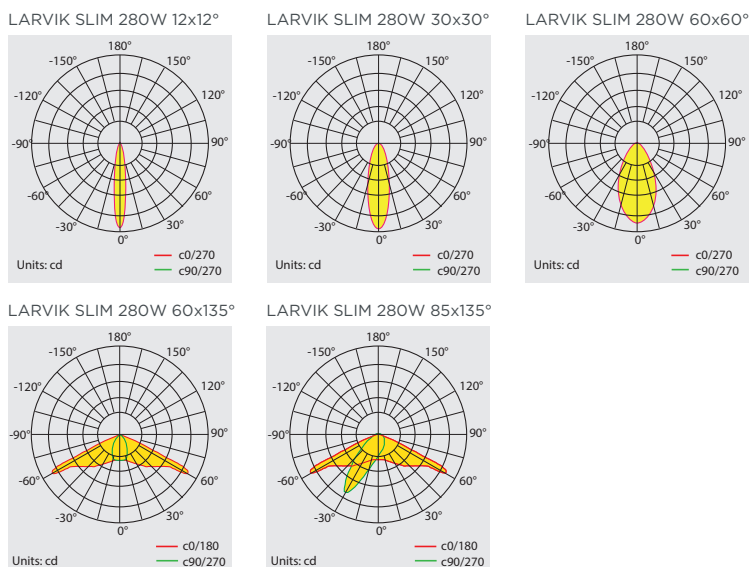 LARVIK SLIM 280W 12x12°
180°
-150° 150°
-120° 120°
-90° 90°
-60° 60°
-30° 30°
0°
Units: cd
c0/270
c90/270
LARVIK SLIM 280W 30x30°
180°
-150° 150°
-120° 120°
-90° 90°
-60° 60°
-30° 30°
0°
Units: cd
c0/270
c90/270
LARVIK SLIM 280W 60x60°
180°
-150° 150°
-120° 120°
-90° 90°
-60° 60°
-30° 30°
0°
Units: cd
c0/270
c90/270
LARVIK SLIM 280W 60x135°
180°
-150° 150°
-120° 120°
-90° 90°
-60° 60°
-30° 30°
0°
Units: cd
c0/180
c90/270
LARVIK SLIM 280W 85x135°
180°
-150° 150°
-120° 120°
-90° 90°
-60° 60°
-30° 30°
0°
Units: cd
c0/180
c90/270